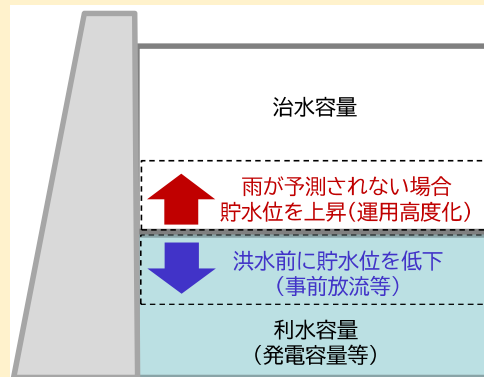 治水容量
雨が予測されない場合
貯水位を上昇(運用高度化)
洪水前に貯水位を低下
(事前放流等)
利水容量
(発電容量等)